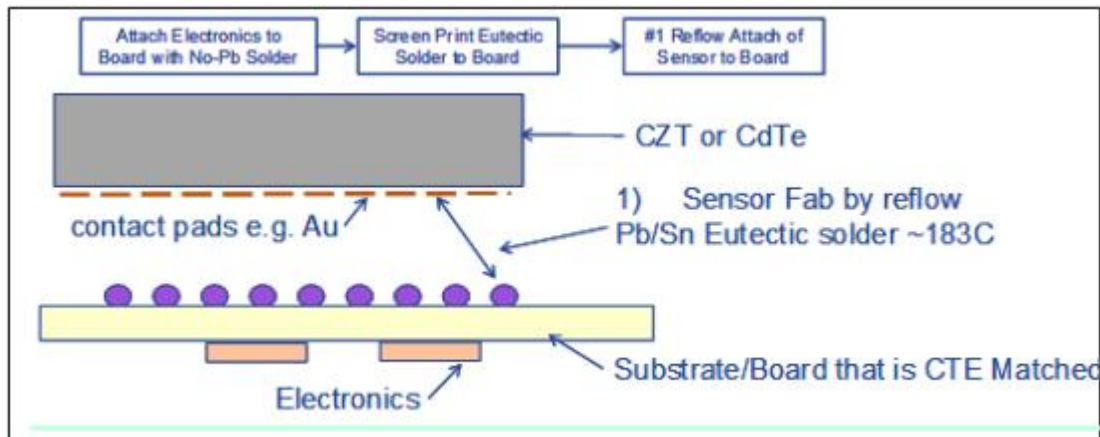 Attach Electronics to
Board with No-Pb Solder
Screen Print Eutectic
Solder to Board
#1 Reflow Attach of
Sensor to Board
CZT or CdTe
contact pads e.g. Au
1) Sensor Fab by reflow
Pb/Sn Eutectic solder ~183C
Substrate/Board that is CTE Matched
Electronics